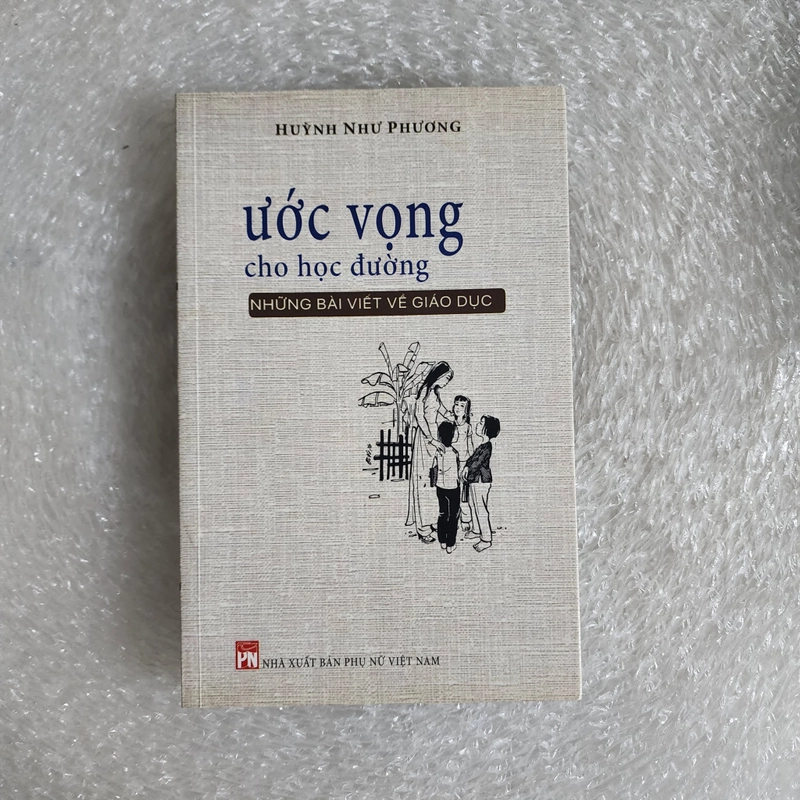 HUỲNH NHƯ PHƯƠNG
ước vọng
cho học đường
NHỮNG BÀI VIẾT VỀ GIÁO DỤC
PN
NHÀ XUẤT BẢN PHỤ NỮ VIỆT NAM